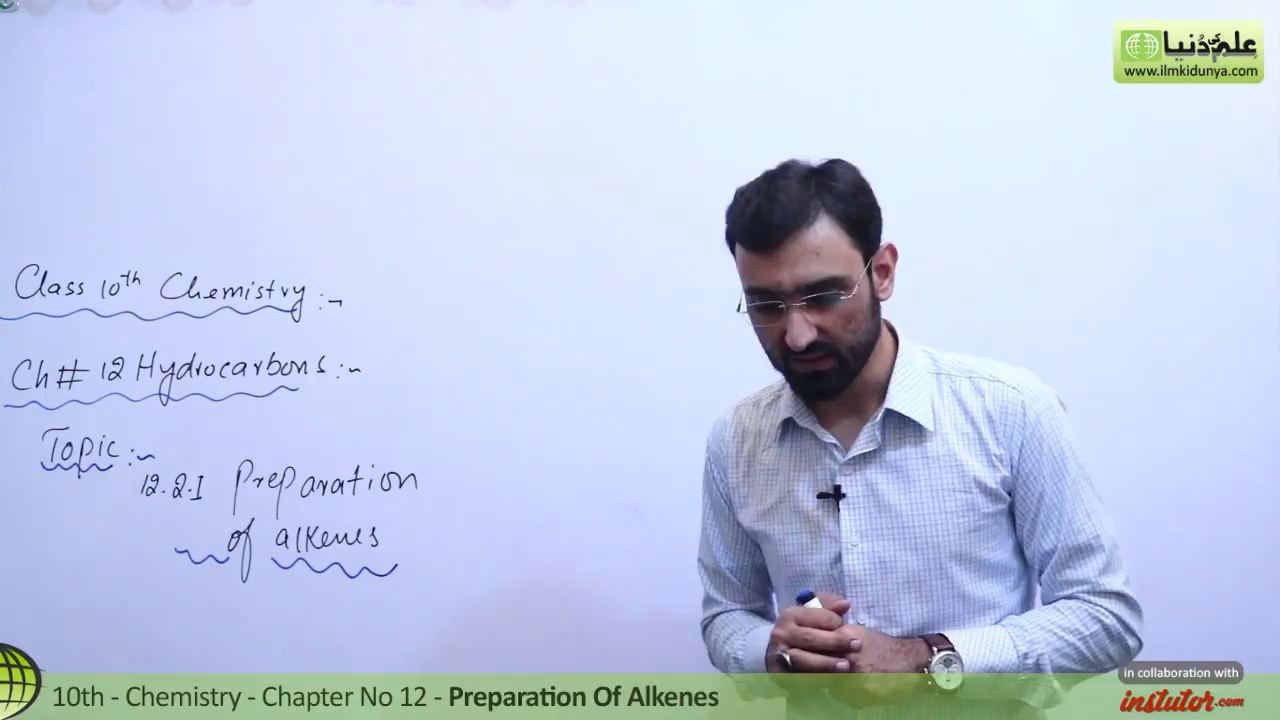 علم کی دُنیا
www.ilmkidunya.com
Class 10th Chemistry :-
Ch# 12 Hydrocarbons :-
Topic :-
12.2.1 Preparation
of alkenes
in collaboration with
instutor.com
10th - Chemistry - Chapter No 12 - Preparation Of Alkenes